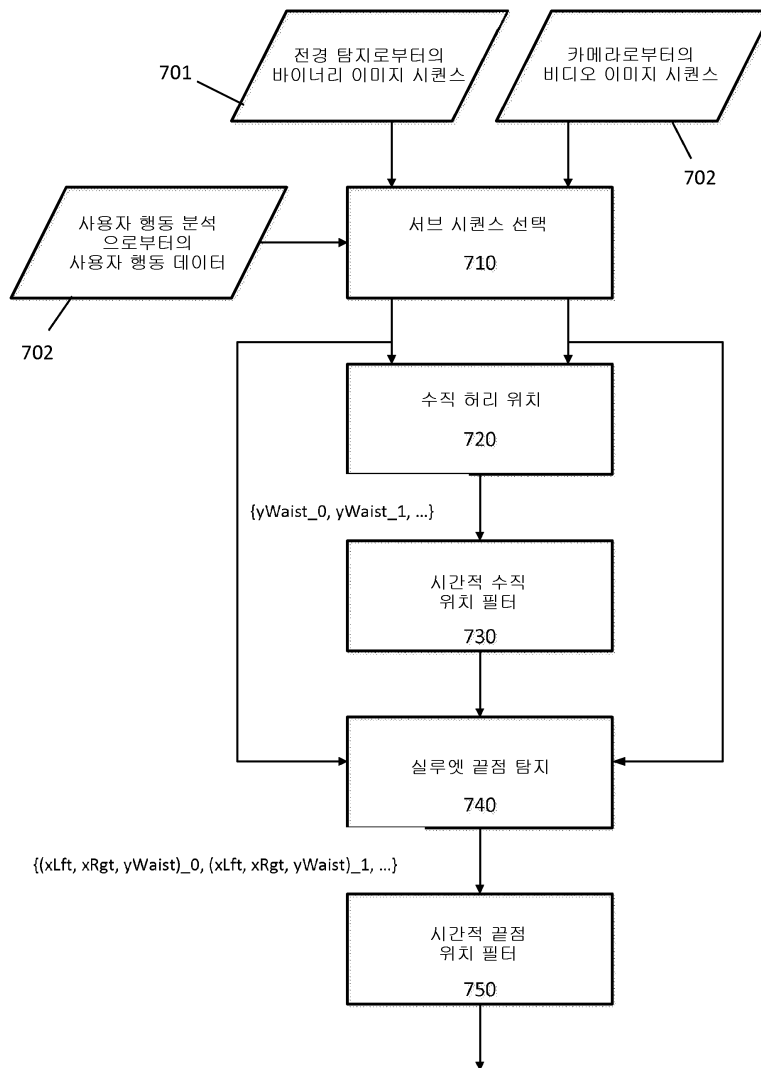 전경 탐지로부터의
바이너리 이미지 시퀀스
701
카메라로부터의
비디오 이미지 시퀀스
702
사용자 행동 분석
으로부터의
사용자 행동 데이터
702
서브 시퀀스 선택
710
수직 허리 위치
720
{yWaist_0, yWaist_1, ...}
시간적 수직
위치 필터
730
실루엣 끝점 탐지
740
{(xLft, xRgt, yWaist)_0, (xLft, xRgt, yWaist)_1, ...}
시간적 끝점
위치 필터
750